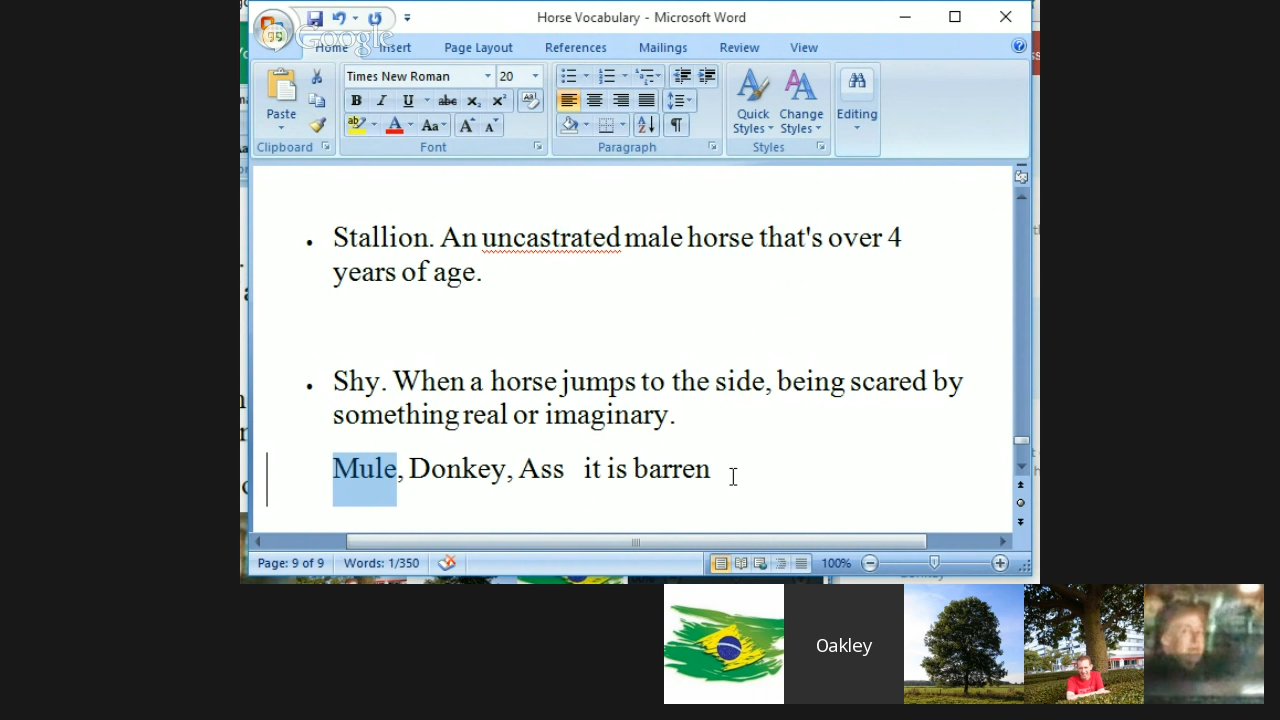 Horse Vocabulary - Microsoft Word
Google
Home Insert Page Layout References Mailings Review View
Times New Roman 20
Paste
Quick Styles Change Styles Editing
Clipboard Font Paragraph Styles
• Stallion. An uncastrated male horse that's over 4
years of age.
• Shy. When a horse jumps to the side, being scared by
something real or imaginary.
Mule, Donkey, Ass it is barren
Page: 9 of 9 Words: 1/350 100%
Oakley